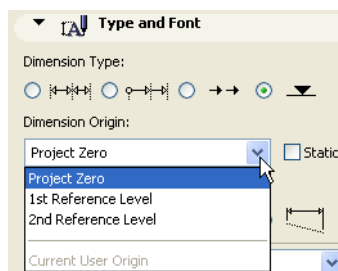 Type and Font
Dimension Type:
Dimension Origin:
Project Zero
Static
Project Zero
1st Reference Level
2nd Reference Level
Current User Origin